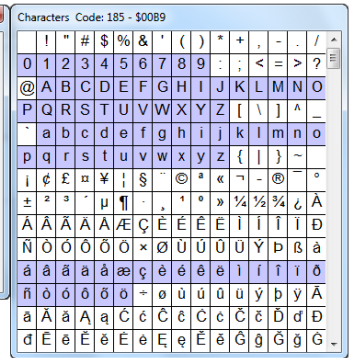 Characters Code: 185 - $00B9
! " # $ % & ' ( ) * + , - . /
0 1 2 3 4 5 6 7 8 9 : ; < = > ?
@ A B C D E F G H I J K L M N O
P Q R S T U V W X Y Z [ \ ] ^ _
` a b c d e f g h i j k l m n o
p q r s t u v w x y z { | } ~
¡ ¢ £ ¤ ¥ ¦ § ¨ © ª « ¬ - ® ¯ °
± ² ³ ´ µ ¶ · ¸ ¹ º » ¼ ½ ¾ ¿ À
Á Â Ã Ä Å Æ Ç È É Ê Ë Ì Í Î Ï Ð
Ñ Ò Ó Ô Õ Ö × Ø Ù Ú Û Ü Ý Þ ß à
á â ã ä å æ ç è é ê ë ì í î ï ð
ñ ò ó ô õ ö ÷ ø ù ú û ü ý þ ÿ Ā
ā Ă ă Ą ą Ć ć Ĉ ĉ Ċ ċ Č č Ď ď Đ
đ Ē ē Ĕ ĕ Ė ė Ę ę Ě ě Ĝ ĝ Ğ ğ Ġ